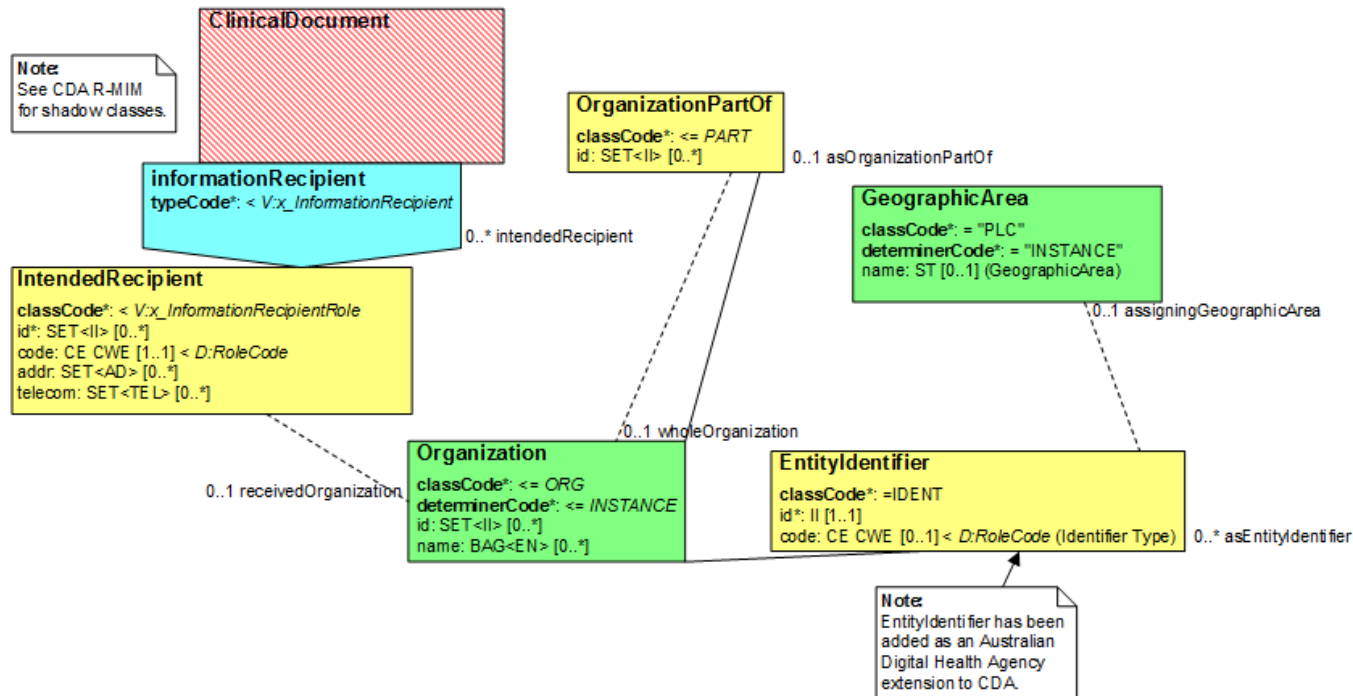 ClinicalDocument
Note:
See CDA R-MIM
for shadow classes.
OrganizationPartOf
classCode*: <= PART
id: SET<II> [0..*]
0..1 asOrganizationPartOf
informationRecipient
typeCode*: < V:x_InformationRecipient
0..* intendedRecipient
GeographicArea
classCode*: = "PLC"
determinerCode*: = "INSTANCE"
name: ST [0..1] (GeographicArea)
0..1 assigningGeographicArea
IntendedRecipient
classCode*: < V:x_InformationRecipientRole
id*: SET<II> [0..*]
code: CE CWE [1..1] < D:RoleCode
addr: SET<AD> [0..*]
telecom: SET<TEL> [0..*]
0..1 wholeOrganization
0..1 receivedOrganization
Organization
classCode*: <= ORG
determinerCode*: <= INSTANCE
id: SET<II> [0..*]
name: BAG<EN> [0..*]
EntityIdentifier
classCode*: =IDENT
id*: II [1..1]
code: CE CWE [0..1] < D:RoleCode (Identifier Type)
0..* asEntityIdentifier
Note:
EntityIdentifier has been
added as an Australian
Digital Health Agency
extension to CDA.